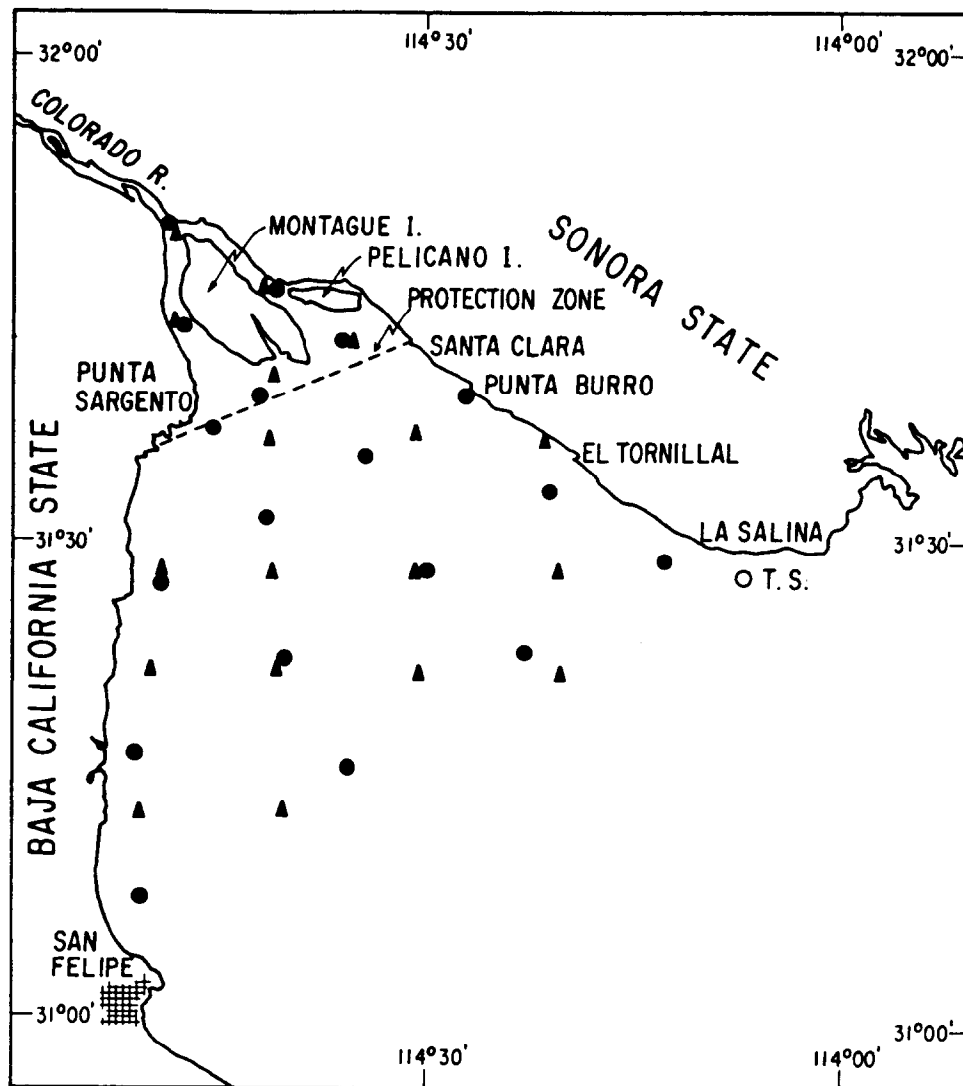 114°30'
114°00'
32°00'
32°00'
COLORADO R.
MONTAGUE I.
PELICANO I.
PROTECTION ZONE
SONORA STATE
SANTA CLARA
PUNTA
SARGENTO
PUNTA BURRO
EL TORNILLAL
BAJA CALIFORNIA STATE
LA SALINA
31°30'
31°30'
T.S.
SAN
FELIPE
31°00'
31°00'
114°30'
114°00'